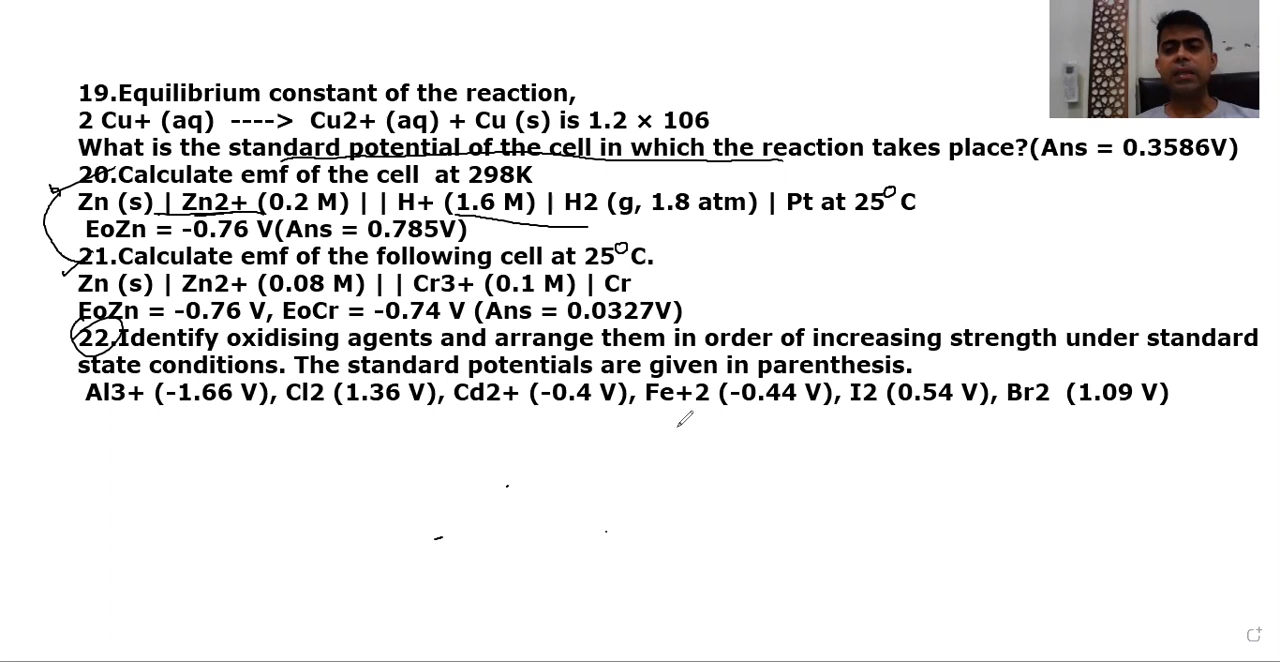 19.Equilibrium constant of the reaction,
2 Cu+ (aq) ----> Cu2+ (aq) + Cu (s) is 1.2 × 106
What is the standard potential of the cell in which the reaction takes place?(Ans = 0.3586V)
20.Calculate emf of the cell at 298K
Zn (s) | Zn2+ (0.2 M) | | H+ (1.6 M) | H2 (g, 1.8 atm) | Pt at 25 O C
EoZn = -0.76 V(Ans = 0.785V)
21.Calculate emf of the following cell at 25 O C.
Zn (s) | Zn2+ (0.08 M) | | Cr3+ (0.1 M) | Cr
EoZn = -0.76 V, EoCr = -0.74 V (Ans = 0.0327V)
22.Identify oxidising agents and arrange them in order of increasing strength under standard
state conditions. The standard potentials are given in parenthesis.
Al3+ (-1.66 V), Cl2 (1.36 V), Cd2+ (-0.4 V), Fe+2 (-0.44 V), I2 (0.54 V), Br2 (1.09 V)